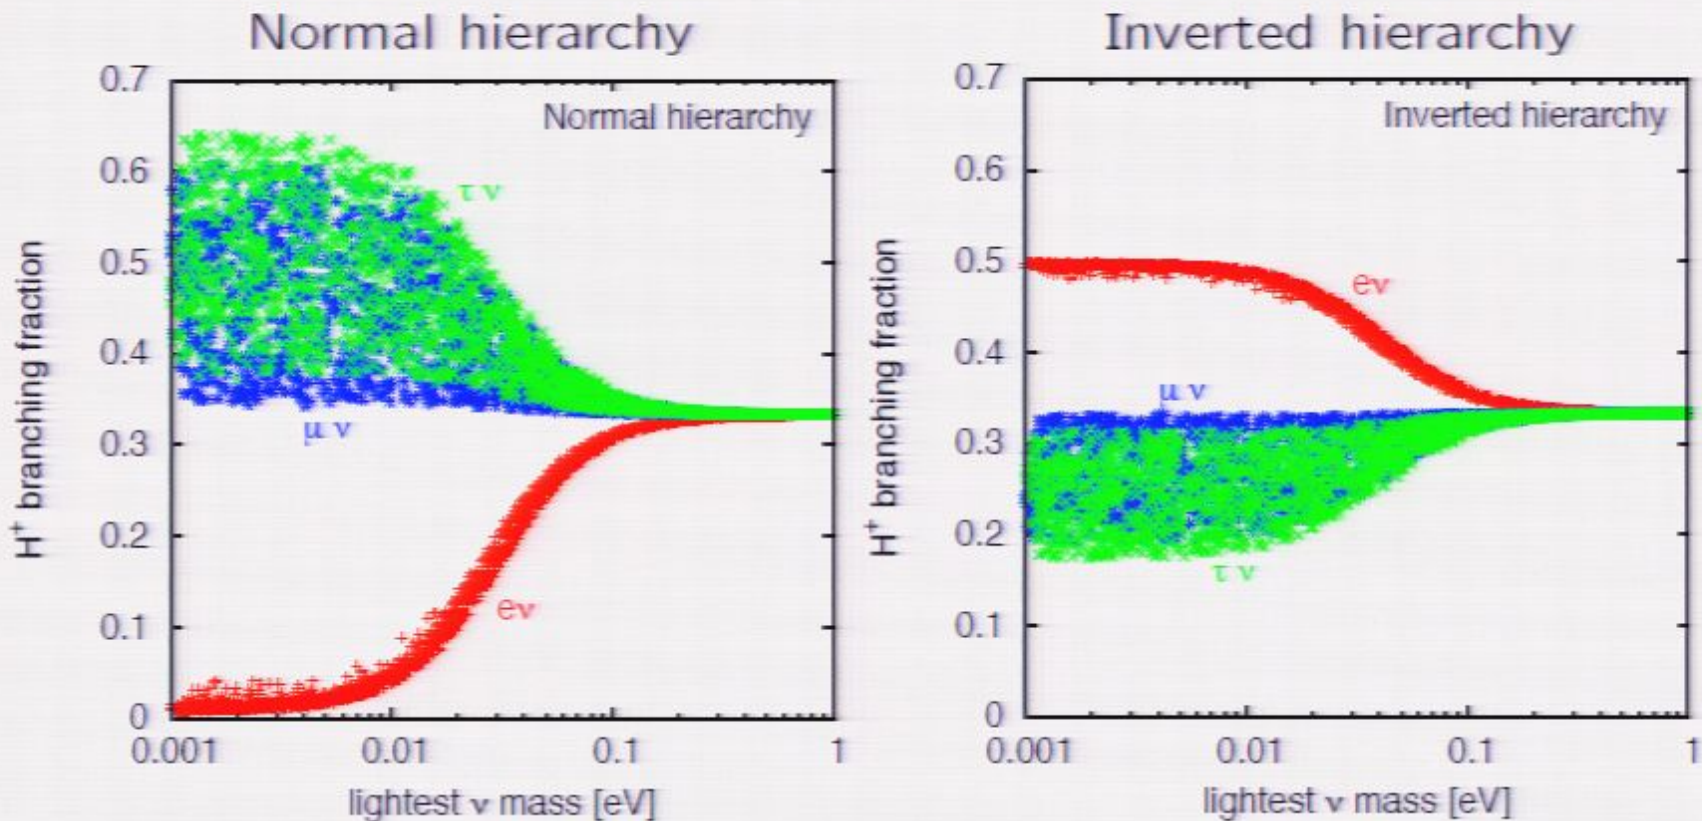 Normal hierarchy
0.7
0.6
0.5
0.4
0.3
0.2
0.1
0
H⁺ branching fraction
Normal hierarchy
τ ν
μ ν
eν
0.001 0.01 0.1 1
lightest ν mass [eV]
Inverted hierarchy
0.7
0.6
0.5
0.4
0.3
0.2
0.1
0
H⁺ branching fraction
Inverted hierarchy
eν
μ ν
τ ν
0.001 0.01 0.1 1
lightest ν mass [eV]